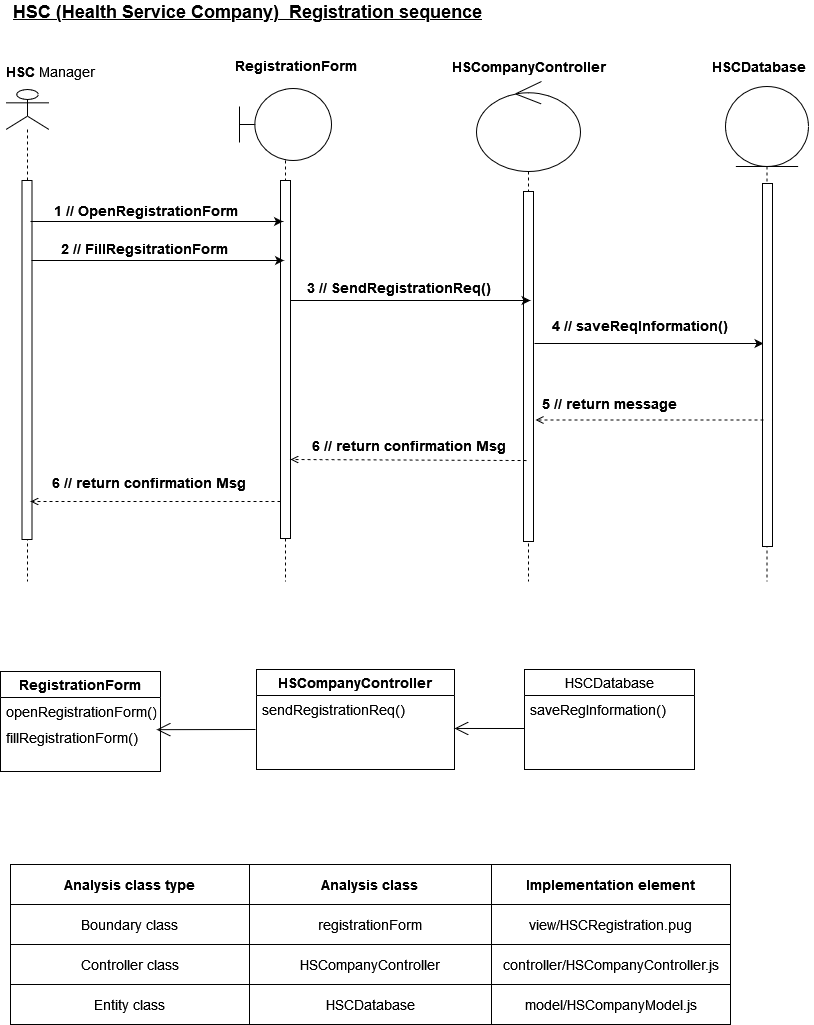 HSC (Health Service Company)  Registration sequence
HSC Manager
RegistrationForm
HSCompanyController
HSCDatabase
1 // OpenRegistrationForm
2 // FillRegsitrationForm
3 // SendRegistrationReq()
4 // saveReqInformation()
5 // return message
6 // return confirmation Msg
6 // return confirmation Msg
RegistrationForm
openRegistrationForm()
fillRegistrationForm()
HSCompanyController
sendRegistrationReq()
HSCDatabase
saveRegInformation()
Analysis class type Analysis class Implementation element
Boundary class registrationForm view/HSCRegistration.pug
Controller class HSCompanyController controller/HSCompanyController.js
Entity class HSCDatabase model/HSCompanyModel.js